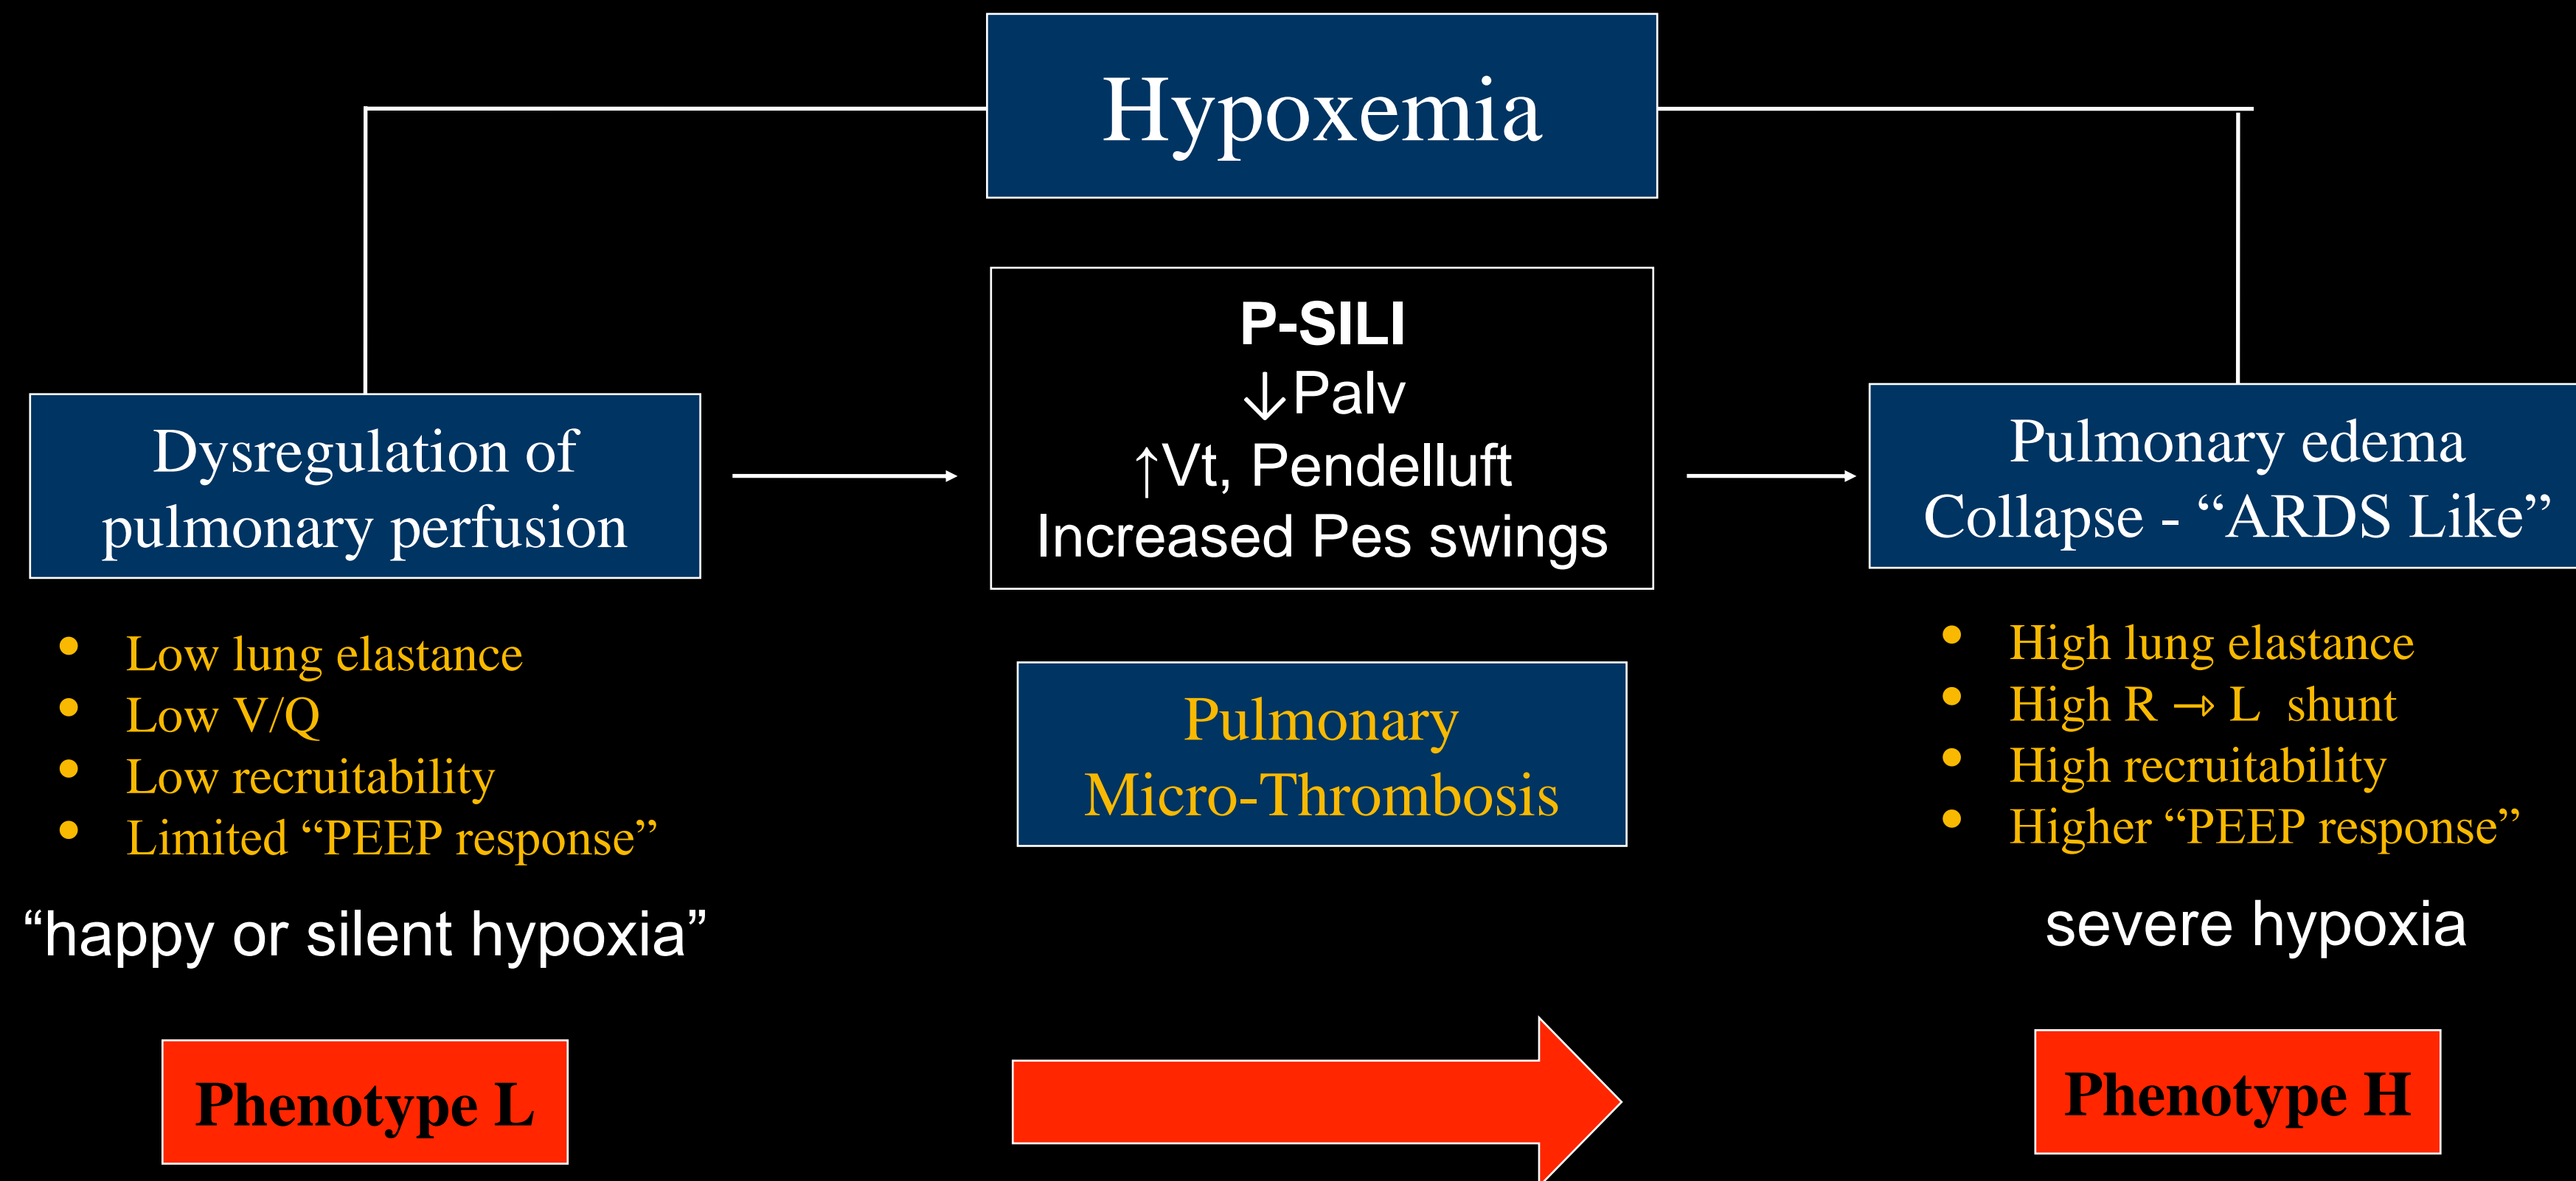 Hypoxemia
Dysregulation of
pulmonary perfusion
• Low lung elastance
• Low V/Q
• Low recruitability
• Limited “PEEP response”
“happy or silent hypoxia”
Phenotype L
P-SILI
↓Palv
↑Vt, Pendelluft
Increased Pes swings
Pulmonary
Micro-Thrombosis
Pulmonary edema
Collapse - “ARDS Like”
• High lung elastance
• High R → L shunt
• High recruitability
• Higher “PEEP response”
severe hypoxia
Phenotype H